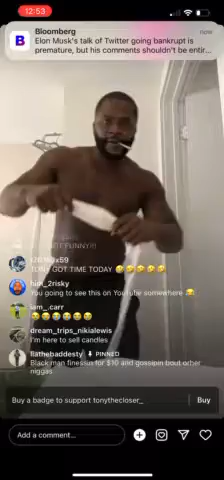 12:53
Bloomberg
now
Elon Musk's talk of Twitter going bankrupt is
premature, but his comments shouldn't be entir...
FUNNY?!
GOT TIME TODAY 🤣🤣🤣🤣🤣
him_2risky
You going to see this on YouTube somewhere 😂
iam_.carr
dream_trips_nikialewis
I'm here to sell candles
llathebaddesty PINNED
Black man finessin for $10 and gossipin bout other
niggas
Buy a badge to support tonythecloser_
Buy
Add a comment...